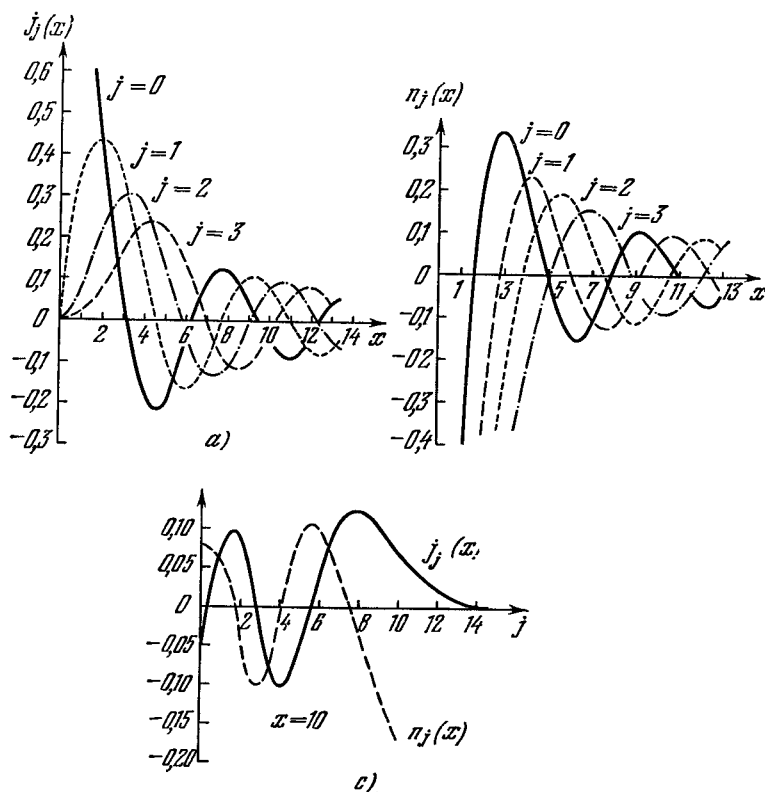 j_j(x)
0,6
0,5
0,4
0,3
0,2
0,1
0
−0,1
−0,2
−0,3
j=0
j=1
j=2
j=3
2 4 6 8 10 12 14 x
a)
n_j(x)
0,3
0,2
0,1
0
−0,1
−0,2
−0,3
−0,4
j=0
j=1
j=2
j=3
1 3 5 7 9 11 13 x
0,10
0,05
0
−0,05
−0,10
−0,15
−0,20
j_j(x)
2 4 6 8 10 12 14 j
x=10
n_j(x)
c)